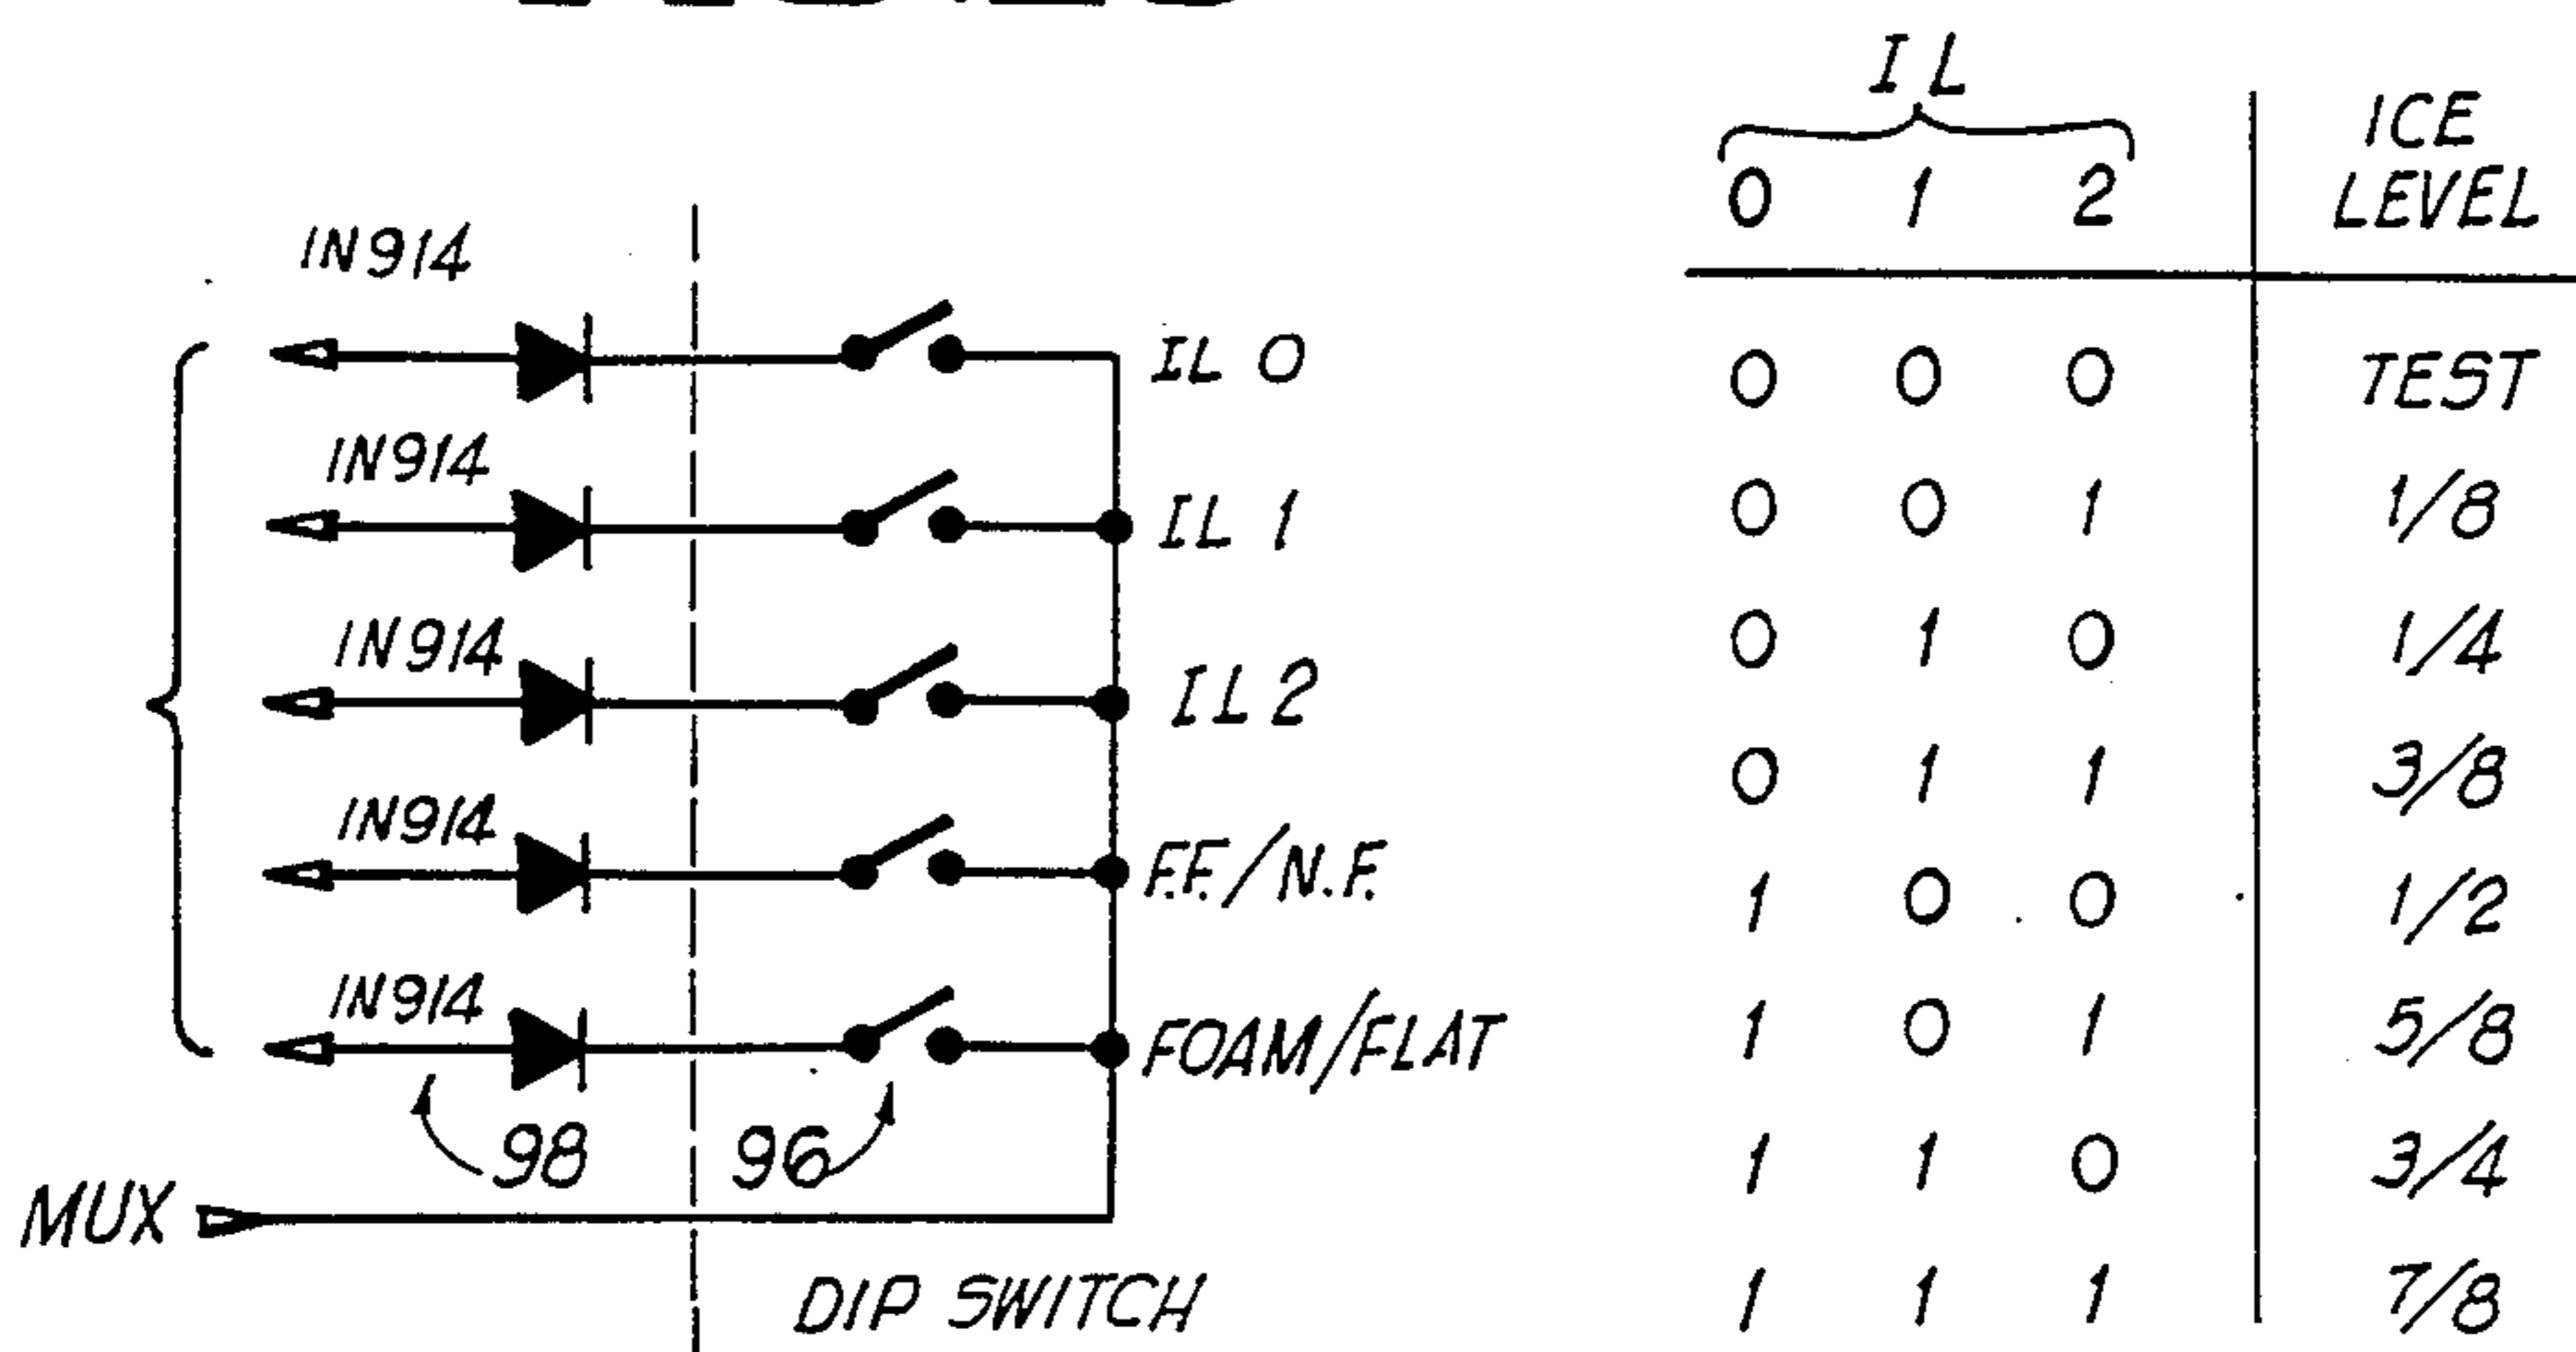 IN914
IL 0
IN914
IL 1
IN914
IL 2
IN914
F.F./N.F.
IN914
FOAM/FLAT
98
96
MUX
DIP SWITCH
IL
0 1 2
ICE
LEVEL
0 0 0 TEST
0 0 1 1/8
0 1 0 1/4
0 1 1 3/8
1 0 0 1/2
1 0 1 5/8
1 1 0 3/4
1 1 1 7/8